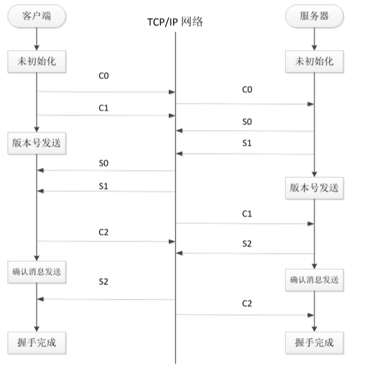 客户端
TCP/IP 网络
服务器
未初始化
未初始化
C0
C0
C1
S0
版本号发送
S1
S0
版本号发送
S1
C1
C2
S2
确认消息发送
确认消息发送
S2
C2
握手完成
握手完成